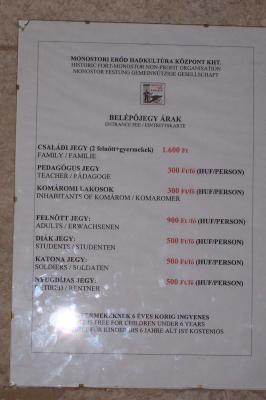 MONOSTORI ERŐD HADKULTÚRA KÖZPONT KHT.
HISTORIC FORT-MONOSTOR NON-PROFIT ORGANISATION
MONOSTOR FESTUNG GEMEINNÜTZIGE GESELLSCHAFT
BELÉPŐJEGY ÁRAK
ENTRANCE FEE / EINTRITTSKARTE
CSALÁDI JEGY (2 felnőtt+gyermekek) 1.600 Ft
FAMILY / FAMILIE
PEDAGÓGUS JEGY 300 Ft/fő (HUF/PERSON)
TEACHER / PÄDAGOGE
KOMÁROMI LAKOSOK 300 Ft/fő (HUF/PERSON)
INHABITANTS OF KOMÁROM / KOMAROMER
FELNŐTT JEGY: 900 Ft/fő (HUF/PERSON)
ADULTS / ERWACHSENEN
DIÁK JEGY: 500 Ft/fő (HUF/PERSON)
STUDENTS / STUDENTEN
KATONA JEGY: 500 Ft/fő (HUF/PERSON)
SOLDIERS / SOLDATEN
NYUGDÍJAS JEGY: 500 Ft/fő (HUF/PERSON)
RETIRED / RENTNER
GYERMEKEKNEK 6 ÉVES KORIG INGYENES
IS FREE FOR CHILDREN UNDER 6 YEARS
FÜR KINDER BIS 6 JAHRE ALT IST KOSTENLOS